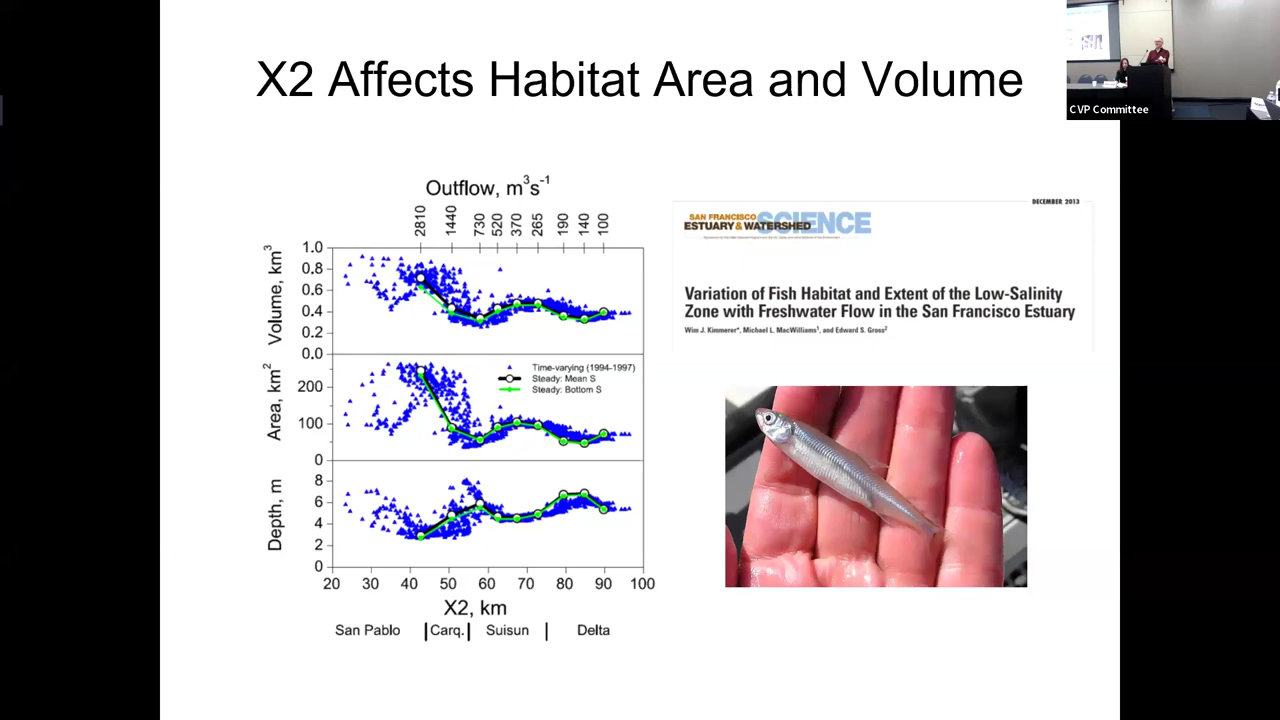 X2 Affects Habitat Area and Volume
CVP Committee
Outflow, m3s-1
2810 1440 730 520 370 265 190 140 100
Volume, km3
1.0
0.8
0.6
0.4
0.2
0.0
Area, km2
200
100
0
Time-varying (1994-1997)
Steady: Mean S
Steady: Bottom S
Depth, m
8
6
4
2
0
20 30 40 50 60 70 80 90 100
X2, km
San Pablo | Carq. | Suisun | Delta
DECEMBER 2013
SAN FRANCISCO
ESTUARY & WATERSHED SCIENCE
Variation of Fish Habitat and Extent of the Low-Salinity
Zone with Freshwater Flow in the San Francisco Estuary
Wim J. Kimmerer*, Michael L. MacWilliams1, and Edward S. Gross2